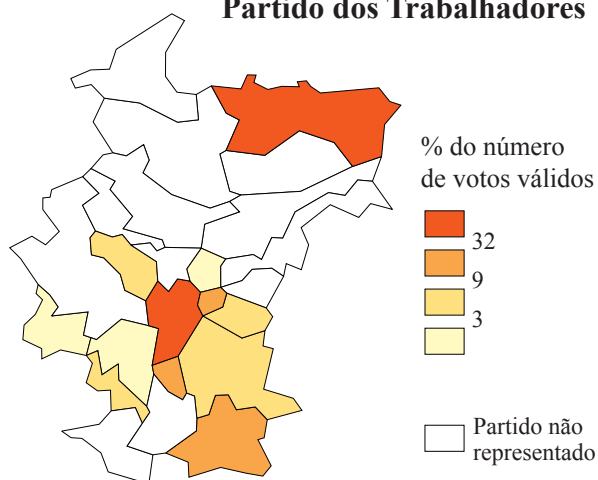 Partido dos Trabalhadores
% do número
de votos válidos
32
9
3
Partido não
representado